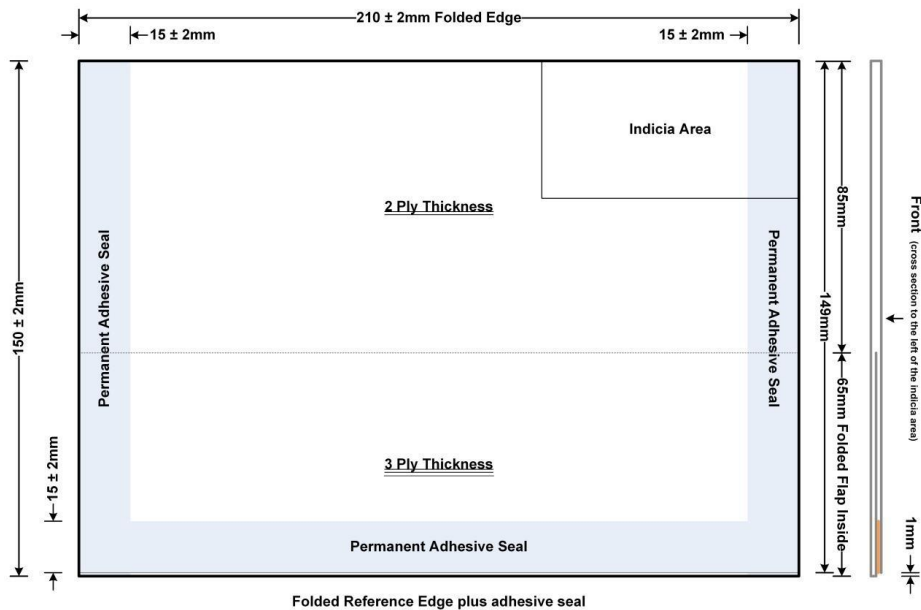 210 ± 2mm Folded Edge
15 ± 2mm
15 ± 2mm
Indicia Area
2 Ply Thickness
Permanent Adhesive Seal
Permanent Adhesive Seal
150 ± 2mm
85mm
149mm
Front (cross section to the left of the indicia area)
65mm Folded Flap Inside
3 Ply Thickness
15 ± 2mm
1mm
Permanent Adhesive Seal
Folded Reference Edge plus adhesive seal